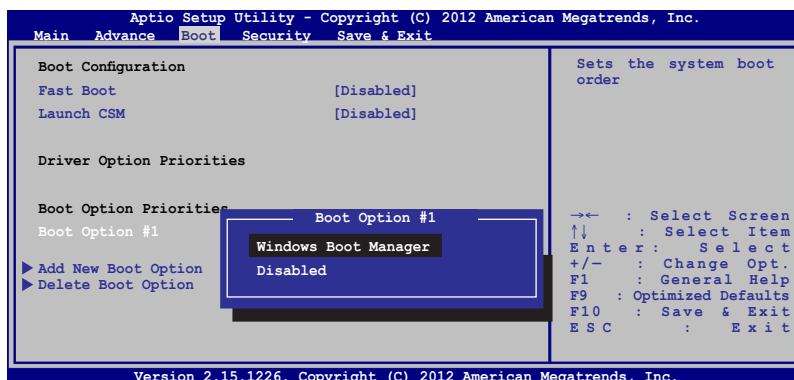 Aptio Setup Utility - Copyright (C) 2012 American Megatrends, Inc.
Main Advance Boot Security Save & Exit
Boot Configuration
Fast Boot [Disabled]
Launch CSM [Disabled]
Driver Option Priorities
Boot Option Priorities
Boot Option #1
Add New Boot Option
Delete Boot Option
Boot Option #1
Windows Boot Manager
Disabled
Sets the system boot
order
→← : Select Screen
↑↓ : Select Item
Enter: Select
+/— : Change Opt.
F1 : General Help
F9 : Optimized Defaults
F10 : Save & Exit
ESC : Exit
Version 2.15.1226. Copyright (C) 2012 American Megatrends, Inc.